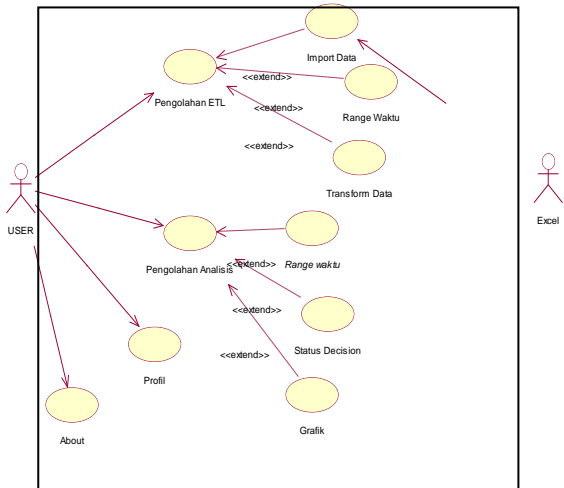 Import Data
<<extend>>
Pengolahan ETL
<<extend>>
Range Waktu
<<extend>>
Transform Data
USER
Excel
Pengolahan Analisis
<<extend>>
Range waktu
<<extend>>
Status Decision
<<extend>>
Profil
Grafik
About